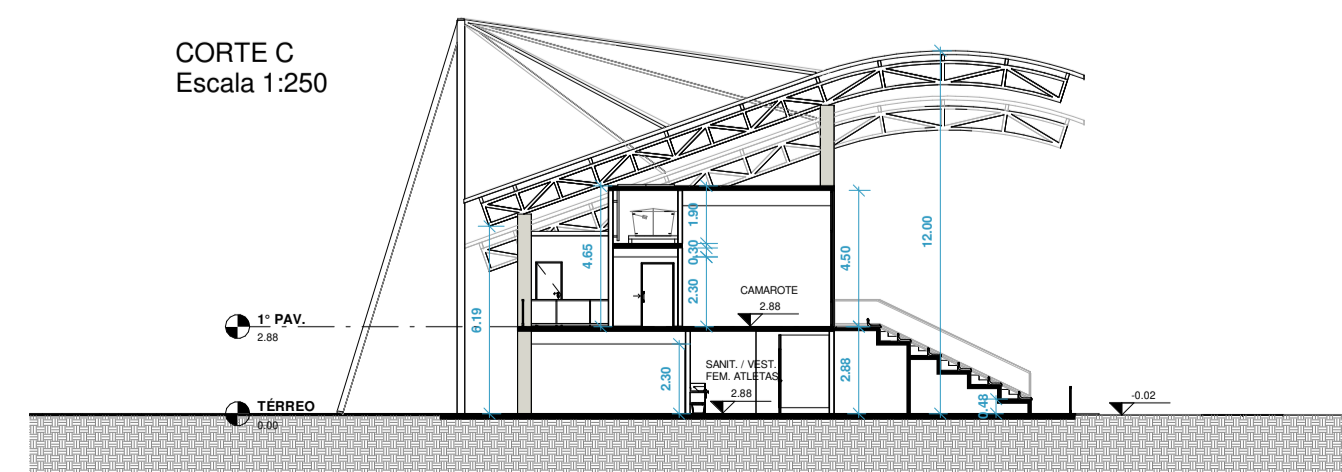 CORTE C
Escala 1:250
12.00
1.90
4.65
0.30
4.50
2.30
CAMAROTE
2.88
1° PAV.
2.88
6.19
SANIT. / VEST.
FEM. ATLETAS
2.30
2.88
2.88
TÉRREO
0.00
0.48
-0.02